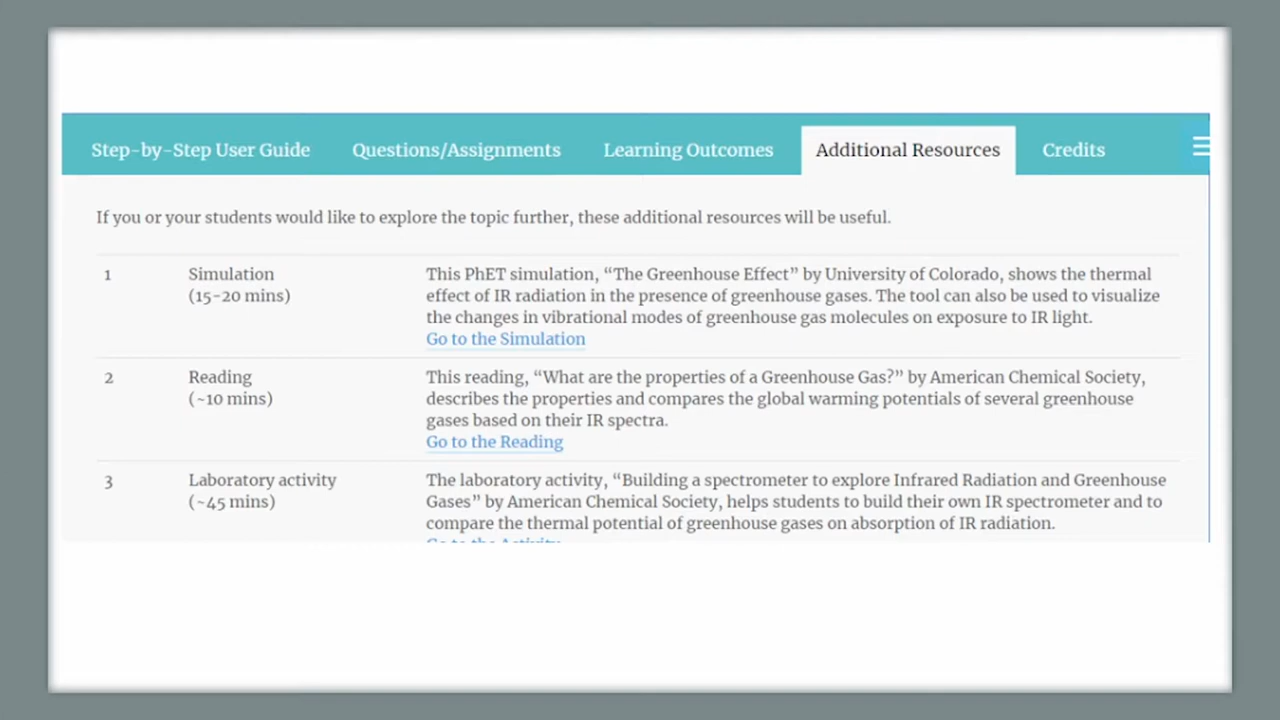 Step-by-Step User Guide Questions/Assignments Learning Outcomes Additional Resources Credits
If you or your students would like to explore the topic further, these additional resources will be useful.
1 Simulation This PhET simulation, “The Greenhouse Effect” by University of Colorado, shows the thermal
(15-20 mins) effect of IR radiation in the presence of greenhouse gases. The tool can also be used to visualize
the changes in vibrational modes of greenhouse gas molecules on exposure to IR light.
Go to the Simulation
2 Reading This reading, “What are the properties of a Greenhouse Gas?” by American Chemical Society,
(~10 mins) describes the properties and compares the global warming potentials of several greenhouse
gases based on their IR spectra.
Go to the Reading
3 Laboratory activity The laboratory activity, “Building a spectrometer to explore Infrared Radiation and Greenhouse
(~45 mins) Gases” by American Chemical Society, helps students to build their own IR spectrometer and to
compare the thermal potential of greenhouse gases on absorption of IR radiation.
Go to the Activity